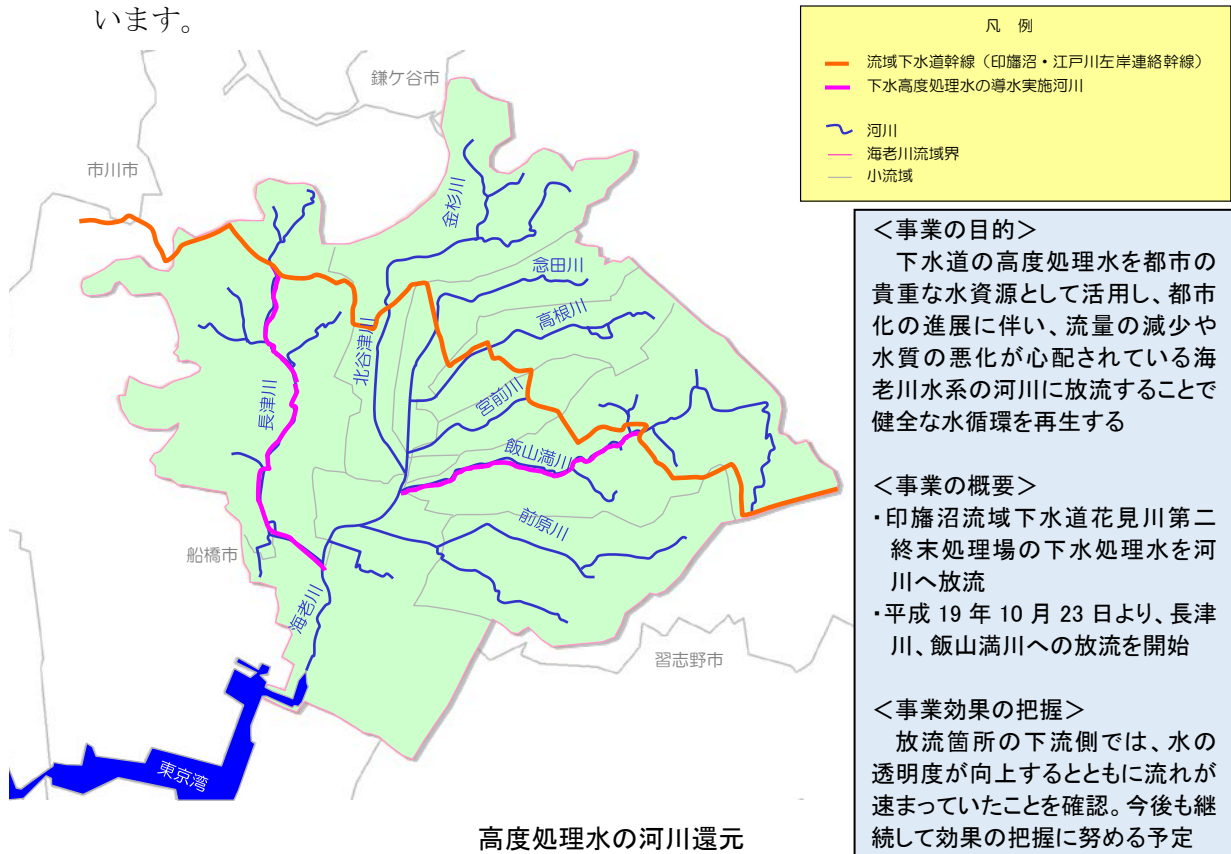 います。
凡 例
流域下水道幹線（印旛沼・江戸川左岸連絡幹線）
下水高度処理水の導水実施河川
河川
海老川流域界
小流域
鎌ケ谷市
市川市
金杉川
念田川
高根川
北谷津川
宮前川
長津川
飯山満川
前原川
船橋市
海老川
習志野市
東京湾
高度処理水の河川還元
＜事業の目的＞
下水道の高度処理水を都市の
貴重な水資源として活用し、都市
化の進展に伴い、流量の減少や
水質の悪化が心配されている海
老川水系の河川に放流することで
健全な水循環を再生する
＜事業の概要＞
・印旛沼流域下水道花見川第二
終末処理場の下水処理水を河
川へ放流
・平成 19 年 10 月 23 日より、長津
川、飯山満川への放流を開始
＜事業効果の把握＞
放流箇所の下流側では、水の
透明度が向上するとともに流れが
速まっていたことを確認。今後も継
続して効果の把握に努める予定